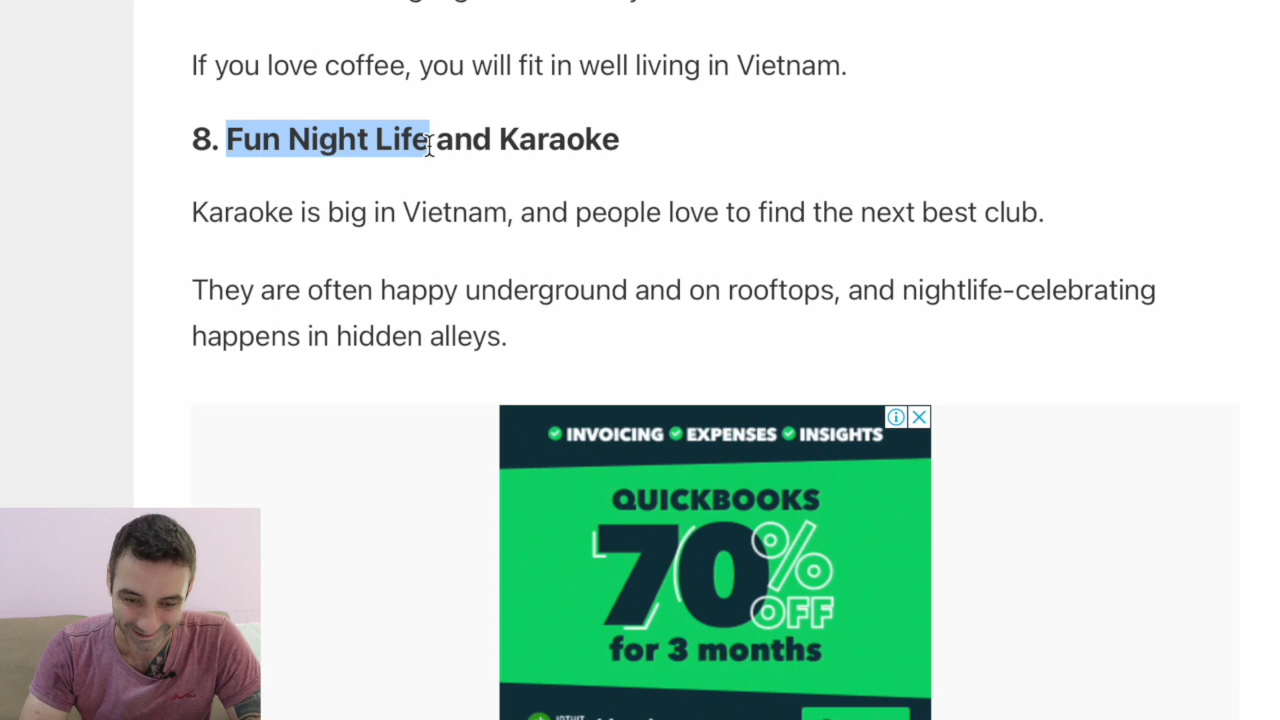 If you love coffee, you will fit in well living in Vietnam.
8. Fun Night Life and Karaoke
Karaoke is big in Vietnam, and people love to find the next best club.
They are often happy underground and on rooftops, and nightlife-celebrating
happens in hidden alleys.
INVOICING EXPENSES INSIGHTS
QUICKBOOKS
70% OFF
for 3 months